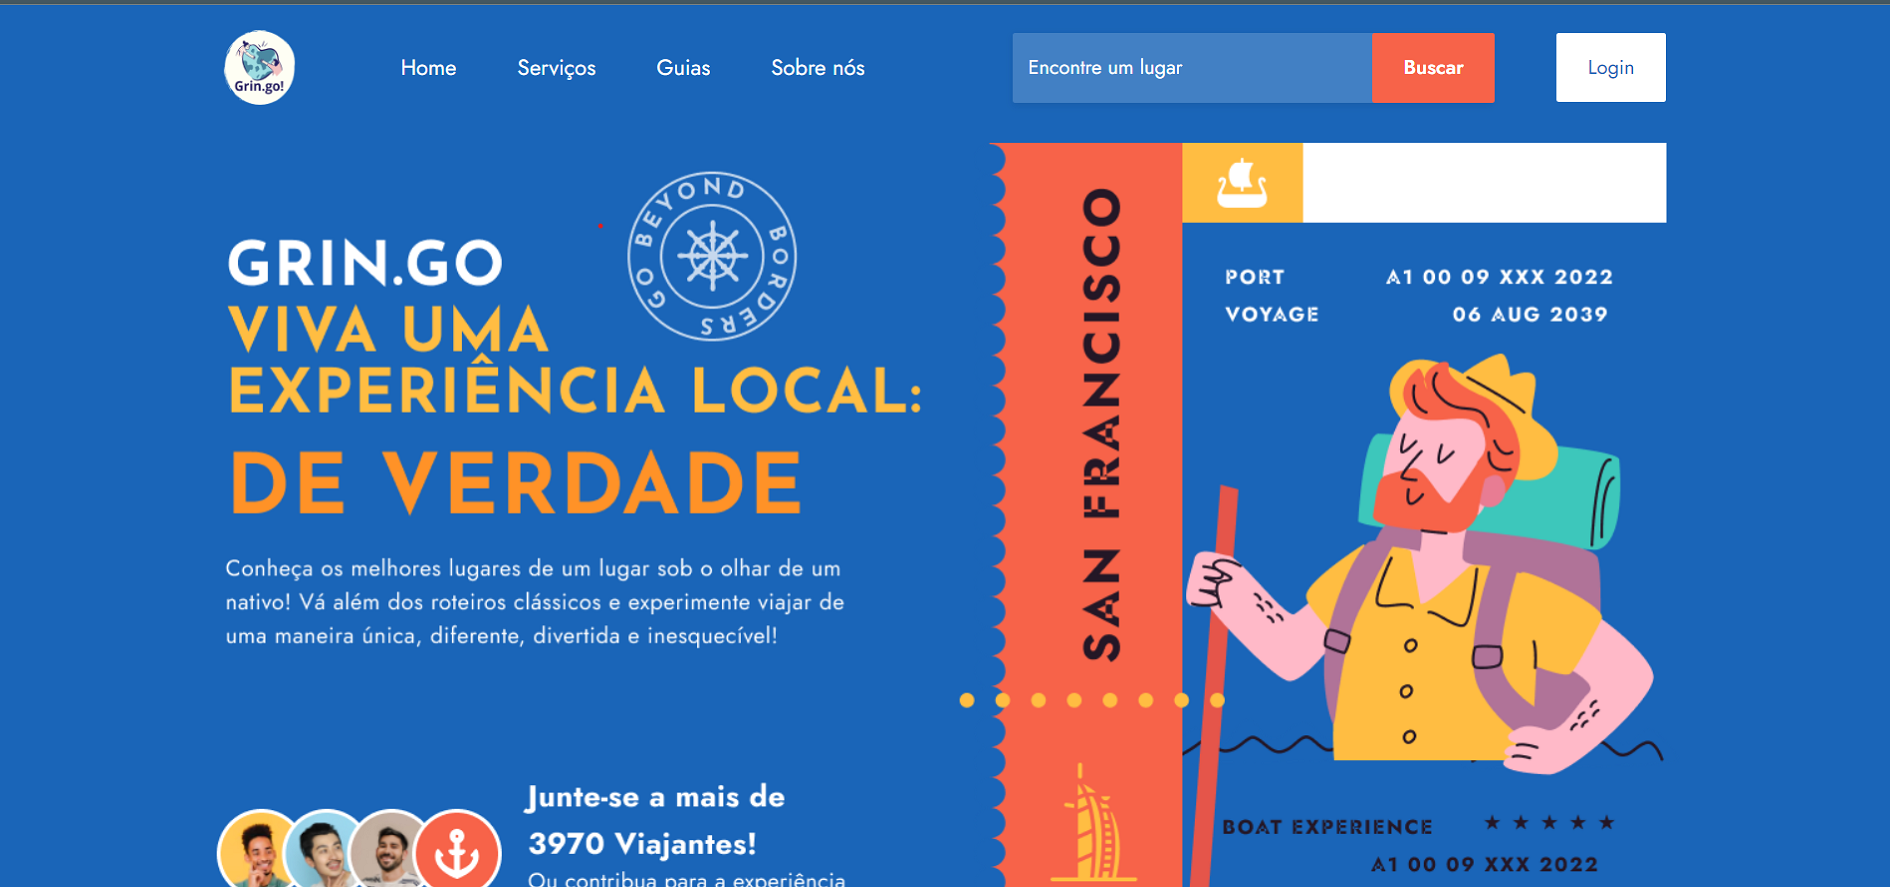 Grin.go!
Home
Serviços
Guias
Sobre nós
Encontre um lugar
Buscar
Login
GO BEYOND BORDERS
GRIN.GO
VIVA UMA
EXPERIÊNCIA LOCAL:
DE VERDADE
Conheça os melhores lugares de um lugar sob o olhar de um
nativo! Vá além dos roteiros clássicos e experimente viajar de
uma maneira única, diferente, divertida e inesquecível!
Junte-se a mais de
3970 Viajantes!
Ou contribua para a experiência
SAN FRANCISCO
PORT A1 00 09 XXX 2022
VOYAGE 06 AUG 2039
BOAT EXPERIENCE ★ ★ ★ ★ ★
A1 00 09 XXX 2022